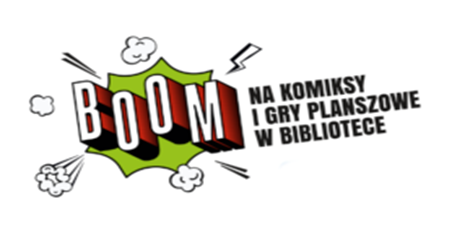 BOOM
NA KOMIKSY
I GRY PLANSZOWE
W BIBLIOTECE